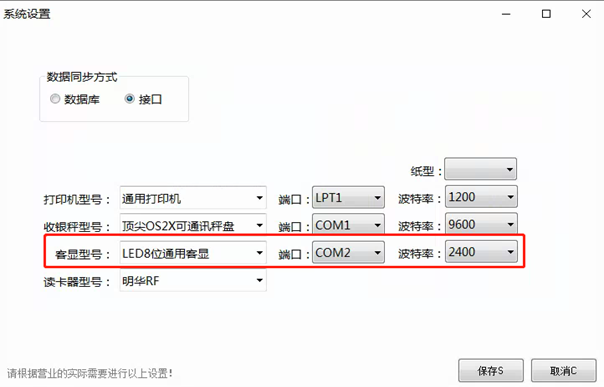 系统设置
数据同步方式
数据库 接口
纸型：
打印机型号： 通用打印机 端口： LPT1 波特率： 1200
收银秤型号： 顶尖OS2X可通讯秤盘 端口： COM1 波特率： 9600
客显型号： LED8位通用客显 端口： COM2 波特率： 2400
读卡器型号： 明华RF
请根据营业的实际需要进行以上设置！ 保存S 取消C